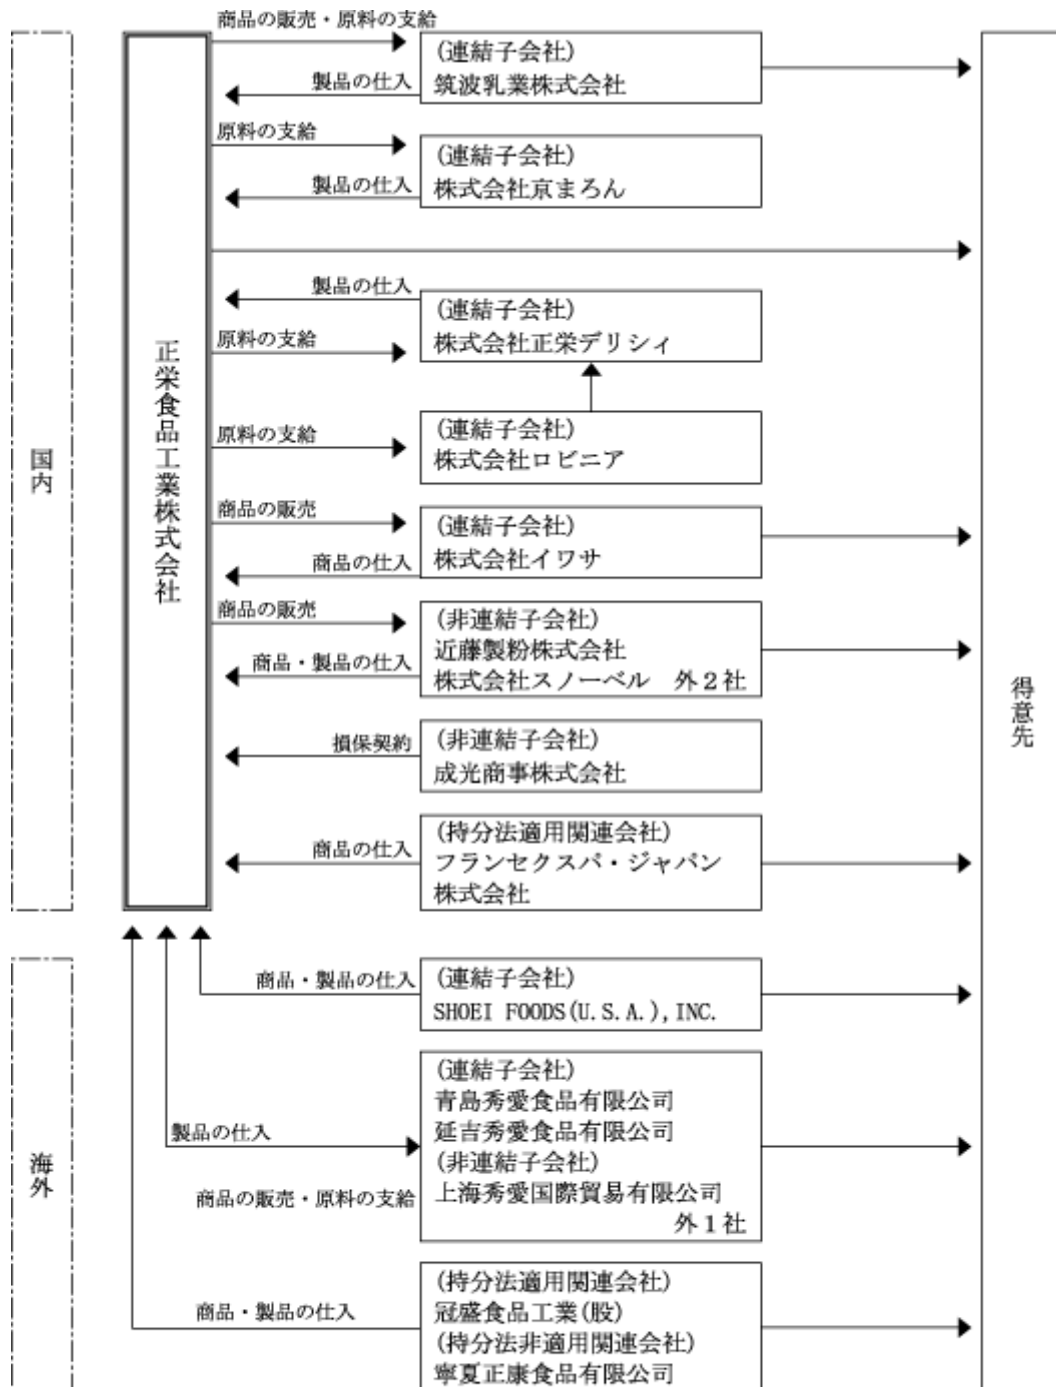 商品の販売・原料の支給
(連結子会社)
筑波乳業株式会社
製品の仕入
原料の支給
(連結子会社)
株式会社京まろん
製品の仕入
製品の仕入
(連結子会社)
株式会社正栄デリシィ
原料の支給
正栄食品工業株式会社
国内
原料の支給
(連結子会社)
株式会社ロビニア
商品の販売
(連結子会社)
株式会社イワサ
商品の仕入
商品の販売
(非連結子会社)
近藤製粉株式会社
株式会社スノーベル 外2社
商品・製品の仕入
得意先
損保契約
(非連結子会社)
成光商事株式会社
(持分法適用関連会社)
フランセクスパ・ジャパン
株式会社
商品の仕入
商品・製品の仕入
(連結子会社)
SHOEI FOODS(U.S.A.),INC.
海外
(連結子会社)
青島秀愛食品有限公司
延吉秀愛食品有限公司
(非連結子会社)
上海秀愛国際貿易有限公司
外1社
製品の仕入
商品の販売・原料の支給
(持分法適用関連会社)
冠盛食品工業(股)
(持分法非適用関連会社)
寧夏正康食品有限公司
商品・製品の仕入